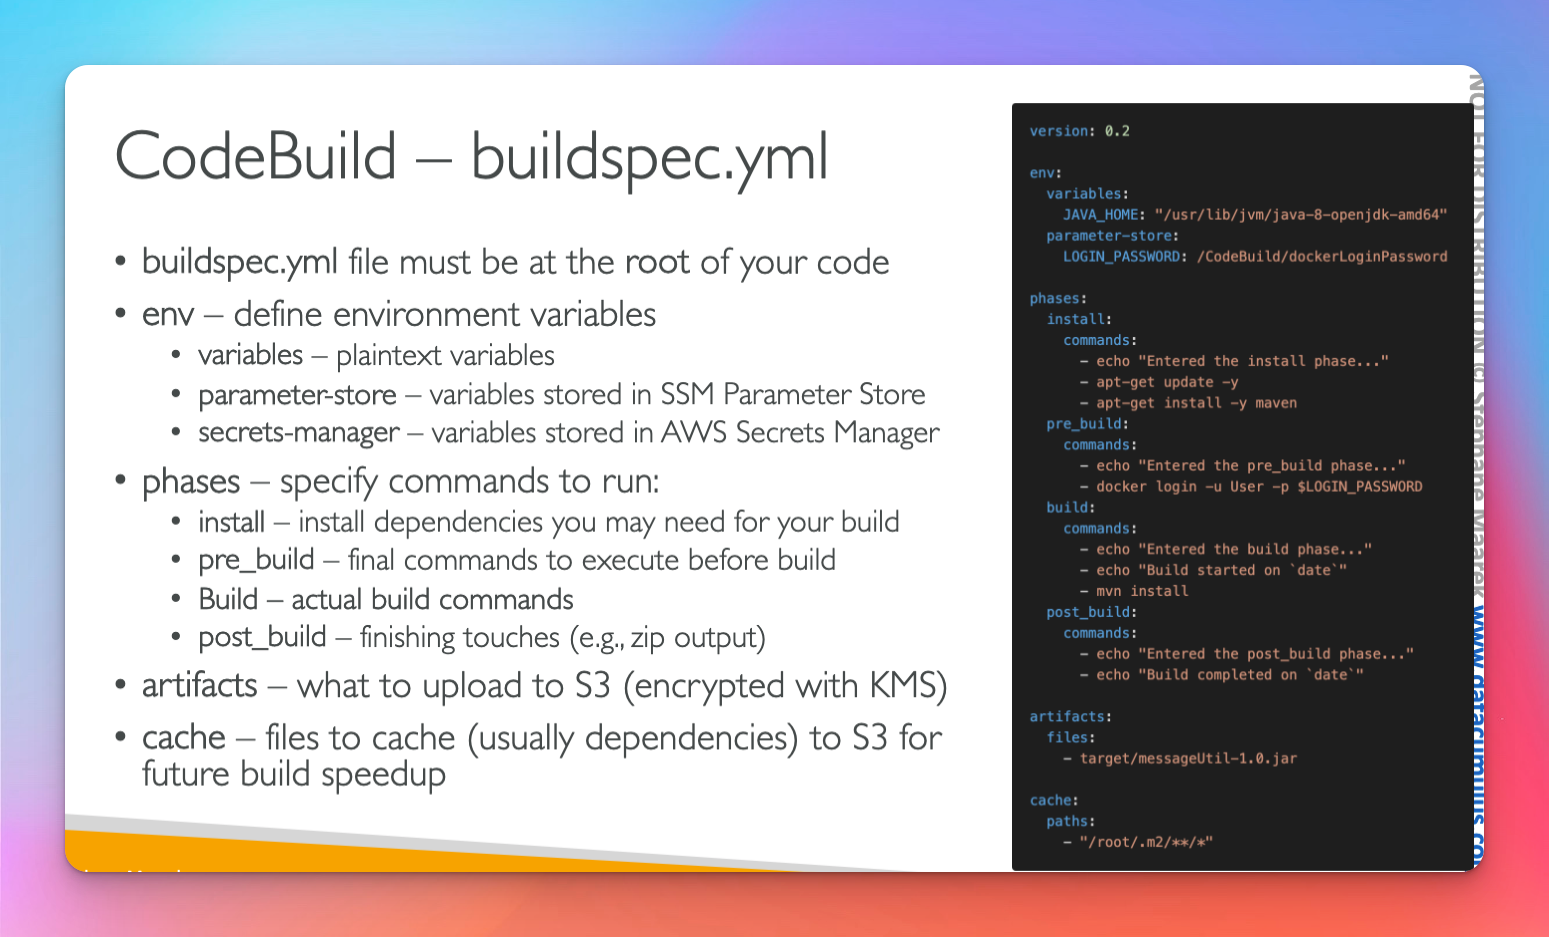 CodeBuild – buildspec.yml
• buildspec.yml file must be at the root of your code
• env – define environment variables
• variables – plaintext variables
• parameter-store – variables stored in SSM Parameter Store
• secrets-manager – variables stored in AWS Secrets Manager
• phases – specify commands to run:
• install – install dependencies you may need for your build
• pre_build – final commands to execute before build
• Build – actual build commands
• post_build – finishing touches (e.g., zip output)
• artifacts – what to upload to S3 (encrypted with KMS)
• cache – files to cache (usually dependencies) to S3 for
future build speedup
version: 0.2
env:
  variables:
    JAVA_HOME: "/usr/lib/jvm/java-8-openjdk-amd64"
  parameter-store:
    LOGIN_PASSWORD: /CodeBuild/dockerLoginPassword
phases:
  install:
    commands:
      - echo "Entered the install phase..."
      - apt-get update -y
      - apt-get install -y maven
  pre_build:
    commands:
      - echo "Entered the pre_build phase..."
      - docker login -u User -p $LOGIN_PASSWORD
  build:
    commands:
      - echo "Entered the build phase..."
      - echo "Build started on `date`"
      - mvn install
  post_build:
    commands:
      - echo "Entered the post_build phase..."
      - echo "Build completed on `date`"
artifacts:
  files:
    - target/messageUtil-1.0.jar
cache:
  paths:
    - "/root/.m2/**/*"
NOT FOR DISTRIBUTION © Stephane Maarek www.datacumulus.com